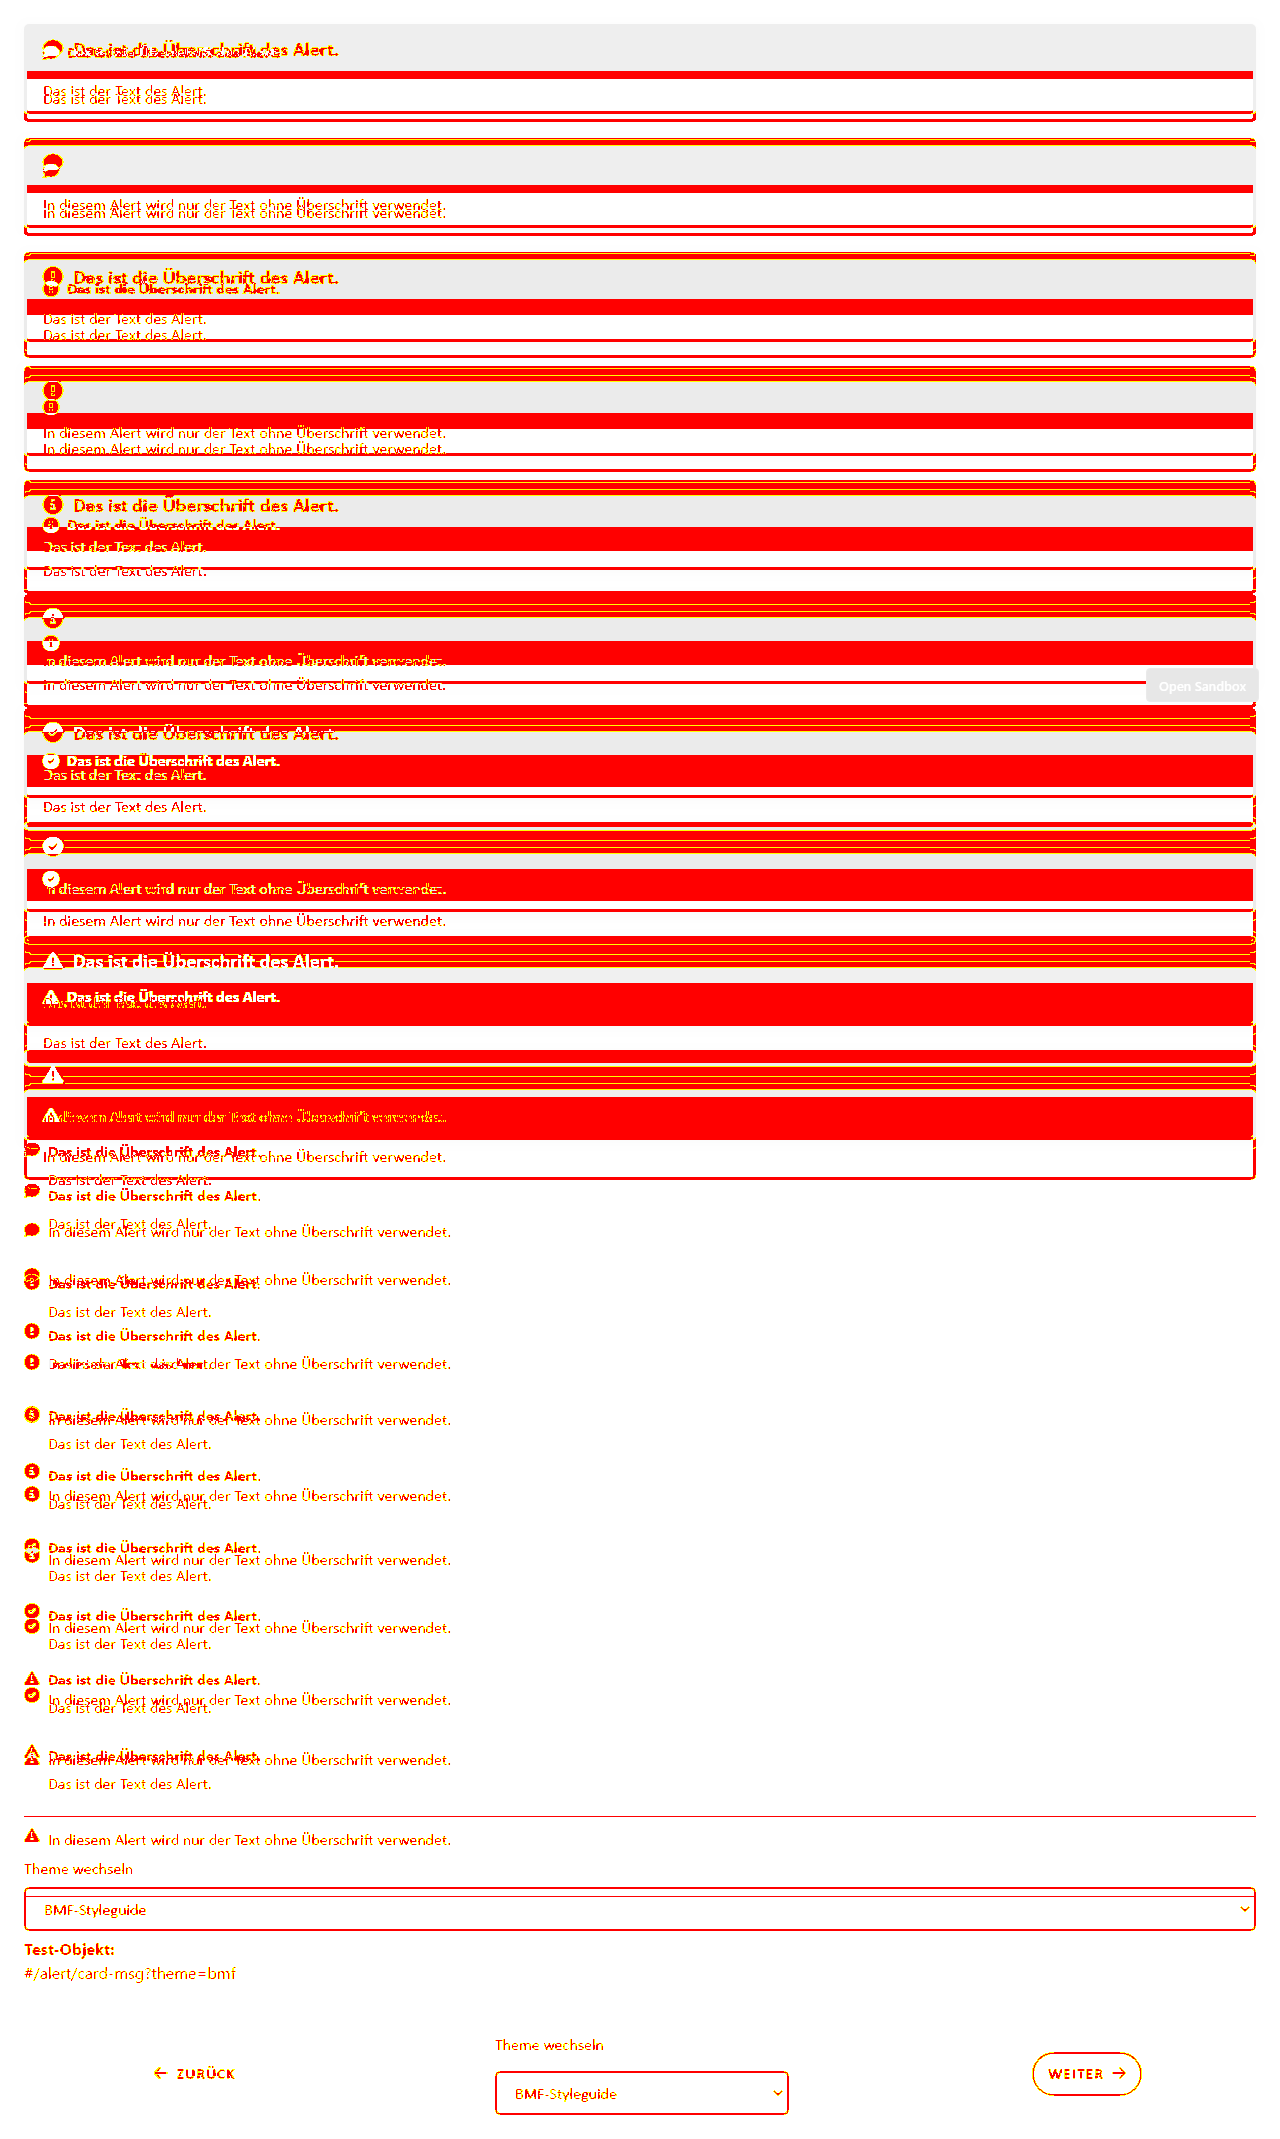 Das ist die Überschrift des Alert.
Das ist der Text des Alert.
Das ist der Text des Alert.
In diesem Alert wird nur der Text ohne Überschrift verwendet.
In diesem Alert wird nur der Text ohne Überschrift verwendet.
Das ist die Überschrift des Alert.
Das ist die Überschrift des Alert.
Das ist der Text des Alert.
Das ist der Text des Alert.
In diesem Alert wird nur der Text ohne Überschrift verwendet.
In diesem Alert wird nur der Text ohne Überschrift verwendet.
Das ist die Überschrift des Alert.
Das ist die Überschrift des Alert.
Das ist der Text des Alert.
Das ist der Text des Alert.
In diesem Alert wird nur der Text ohne Überschrift verwendet.
In diesem Alert wird nur der Text ohne Überschrift verwendet.
Open Sandbox
Das ist die Überschrift des Alert.
Das ist die Überschrift des Alert.
Das ist der Text des Alert.
Das ist der Text des Alert.
In diesem Alert wird nur der Text ohne Überschrift verwendet.
In diesem Alert wird nur der Text ohne Überschrift verwendet.
Das ist die Überschrift des Alert.
Das ist die Überschrift des Alert.
Das ist der Text des Alert.
In diesem Alert wird nur der Text ohne Überschrift verwendet.
Das ist die Überschrift des Alert.
In diesem Alert wird nur der Text ohne Überschrift verwendet.
Das ist der Text des Alert.
Das ist die Überschrift des Alert.
Das ist der Text des Alert.
In diesem Alert wird nur der Text ohne Überschrift verwendet.
In diesem Alert wird nur der Text ohne Überschrift verwendet.
Das ist die Überschrift des Alert.
Das ist der Text des Alert.
Das ist die Überschrift des Alert.
In diesem Alert wird nur der Text ohne Überschrift verwendet.
Das ist die Überschrift des Alert.
In diesem Alert wird nur der Text ohne Überschrift verwendet.
Das ist der Text des Alert.
Das ist die Überschrift des Alert.
In diesem Alert wird nur der Text ohne Überschrift verwendet.
Das ist der Text des Alert.
Das ist die Überschrift des Alert.
In diesem Alert wird nur der Text ohne Überschrift verwendet.
Das ist der Text des Alert.
Das ist die Überschrift des Alert.
In diesem Alert wird nur der Text ohne Überschrift verwendet.
Das ist der Text des Alert.
Das ist die Überschrift des Alert.
In diesem Alert wird nur der Text ohne Überschrift verwendet.
Das ist der Text des Alert.
Das ist die Überschrift des Alert.
In diesem Alert wird nur der Text ohne Überschrift verwendet.
Das ist der Text des Alert.
In diesem Alert wird nur der Text ohne Überschrift verwendet.
Theme wechseln
BMF-Styleguide
Test-Objekt:
#/alert/card-msg?theme=bmf
Theme wechseln
ZURÜCK
BMF-Styleguide
WEITER